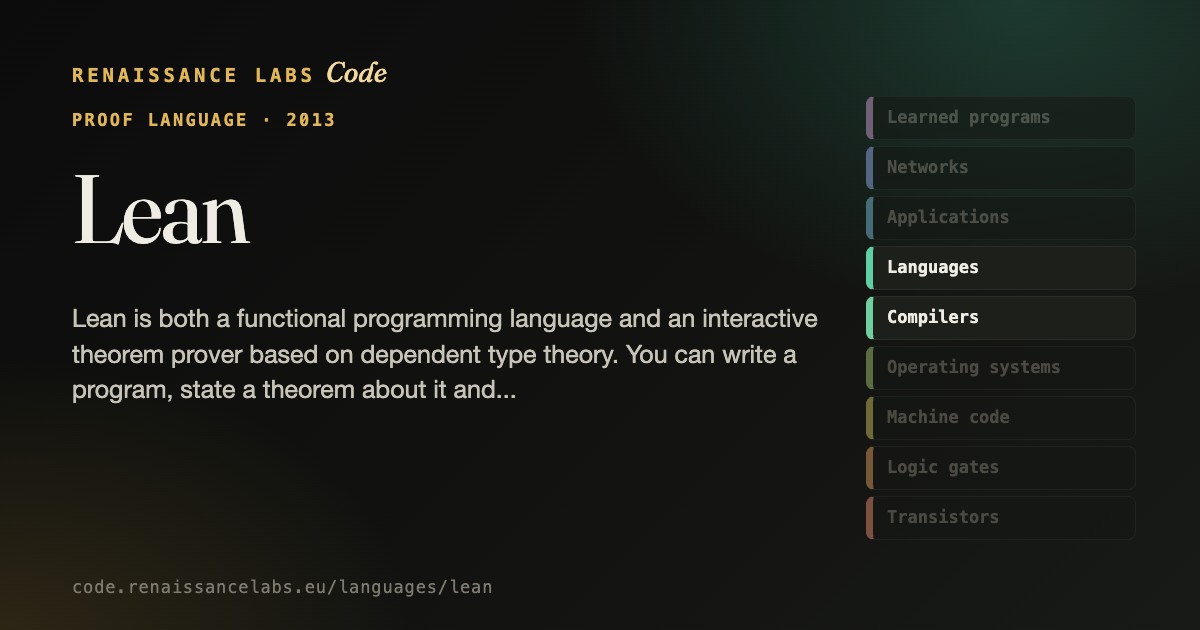 RENAISSANCE LABS Code
PROOF LANGUAGE · 2013
Lean
Lean is both a functional programming language and an interactive
theorem prover based on dependent type theory. You can write a
program, state a theorem about it and...
Learned programs
Networks
Applications
Languages
Compilers
Operating systems
Machine code
Logic gates
Transistors
code.renaissancelabs.eu/languages/lean